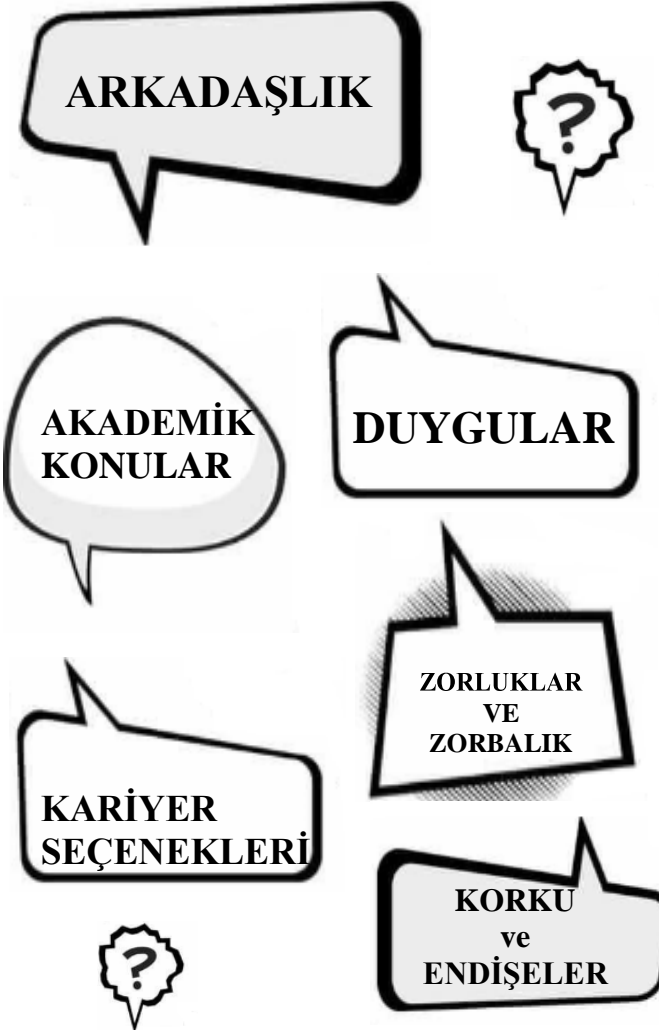 ARKADAŞLIK
?
AKADEMİK
KONULAR
DUYGULAR
ZORLUKLAR
VE
ZORBALIK
KARİYER
SEÇENEKLERİ
KORKU
ve
ENDİŞELER
?